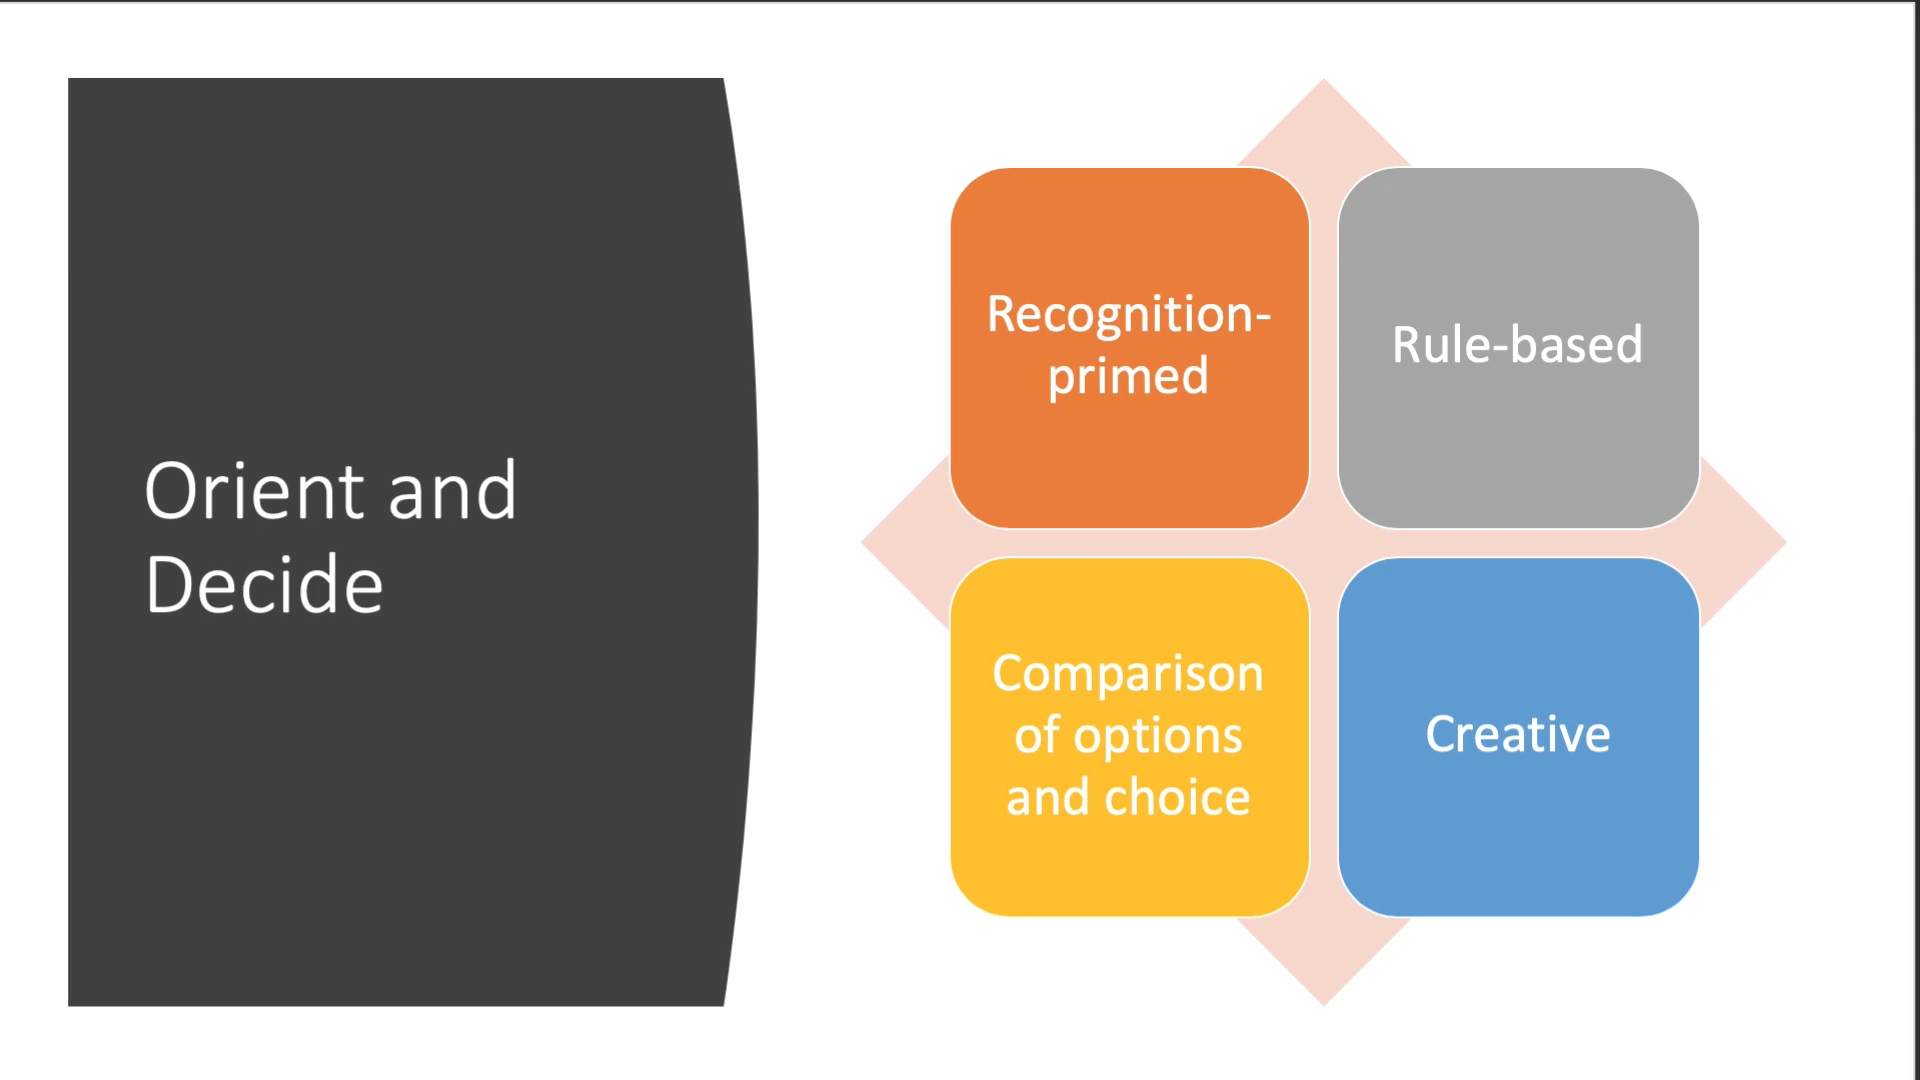 Orient and
Decide
Recognition-
primed
Rule-based
Comparison
of options
and choice
Creative